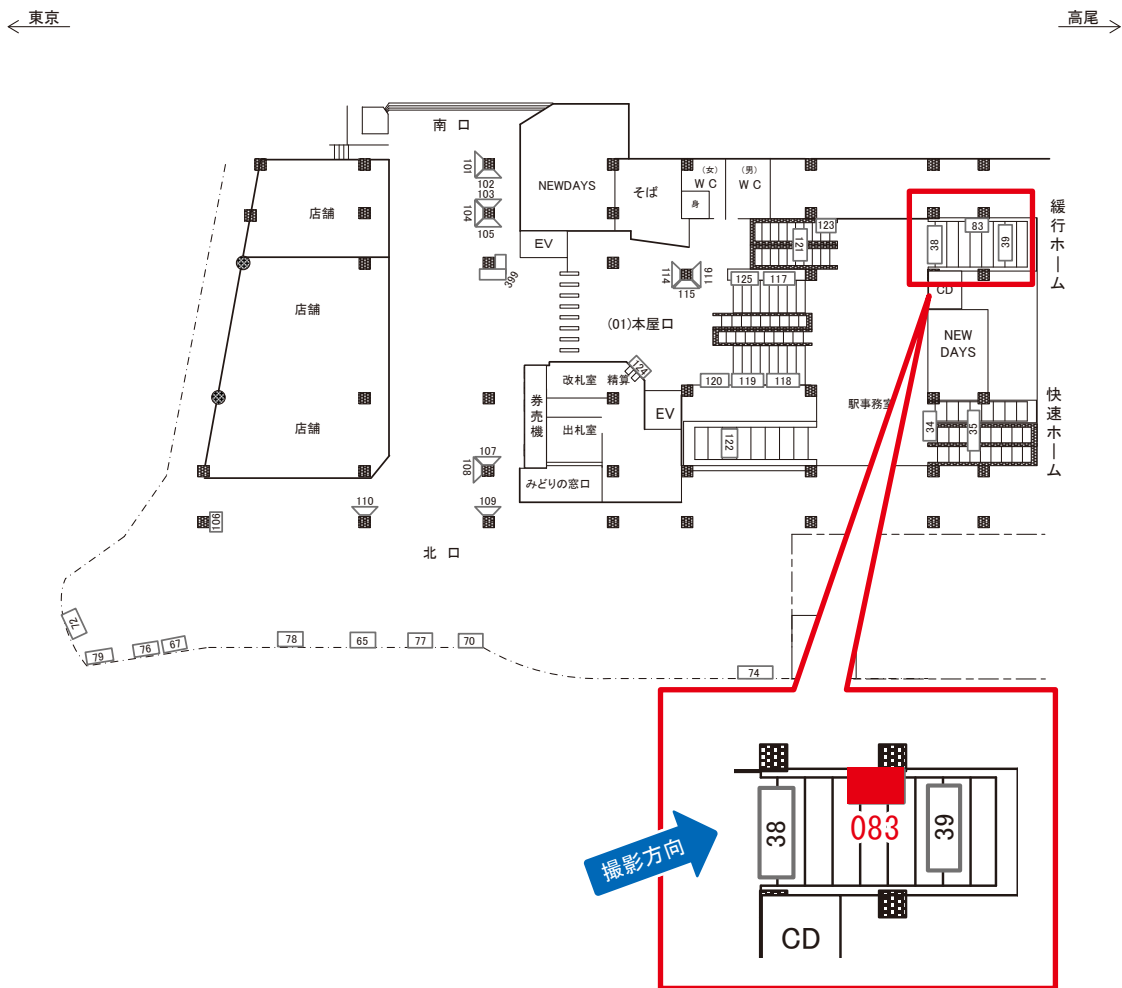 東京
高尾
南 口
101
102
103
104
105
NEWDAYS
そば
(女)
W C
(男)
W C
身
店舗
EV
399
114
115
116
121
123
125
117
38
83
39
緩行ホーム
CD
NEW
DAYS
店舗
(01)本屋口
改札室 精算
124
券売機
出札室
EV
120
119
118
駅事務室
快速ホーム
34
35
店舗
122
107
108
みどりの窓口
110
109
106
北 口
72
79
76
67
78
65
77
70
74
撮影方向
38
083
39
CD